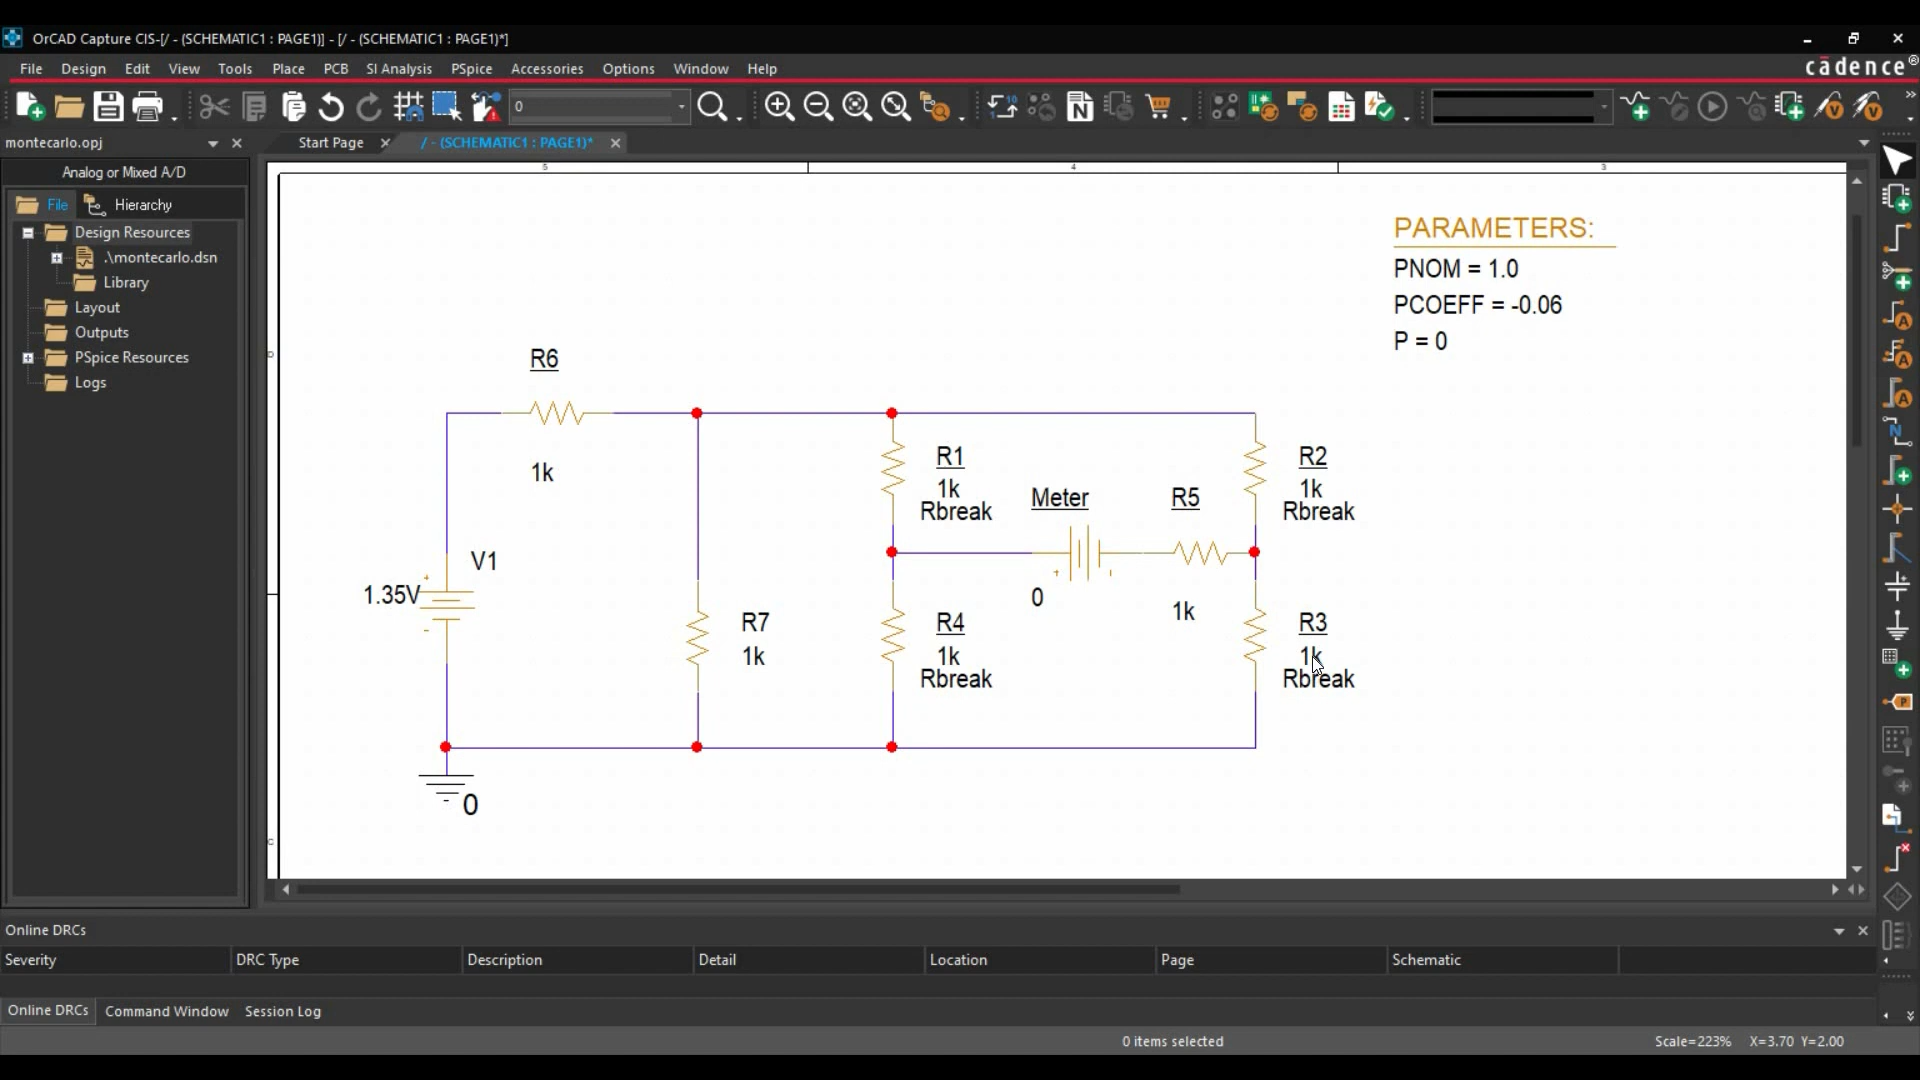 OrCAD Capture CIS-[/ - (SCHEMATIC1 : PAGE1)] - [/ - (SCHEMATIC1 : PAGE1)*]
File Design Edit View Tools Place PCB SI Analysis PSpice Accessories Options Window Help
cādence®
0
montecarlo.opj
Start Page
/ - (SCHEMATIC1 : PAGE1)*
Analog or Mixed A/D
File
Hierarchy
Design Resources
.\montecarlo.dsn
Library
Layout
Outputs
PSpice Resources
Logs
5 4 3
D
C
PARAMETERS:
PNOM = 1.0
PCOEFF = -0.06
P = 0
R6
1k
V1
1.35V
0
R7
1k
R1
1k
Rbreak
R4
1k
Rbreak
Meter
0
R5
1k
R2
1k
Rbreak
R3
1k
Rbreak
Online DRCs
Severity DRC Type Description Detail Location Page Schematic
Online DRCs Command Window Session Log
0 items selected Scale=223% X=3.70 Y=2.00